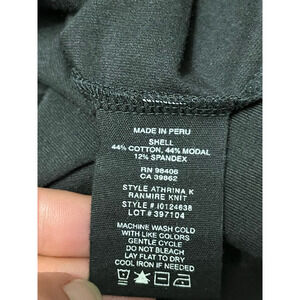 MADE IN PERU
SHELL
44% COTTON, 44% MODAL
12% SPANDEX
RN 98406
CA 39862
STYLE ATHRINA K
RANMIRE KNIT
STYLE #.I0124638
LOT # 397104
MACHINE WASH COLD
WITH LIKE COLORS
GENTLE CYCLE
DO NOT BLEACH
LAY FLAT TO DRY
COOL IRON IF NEEDED